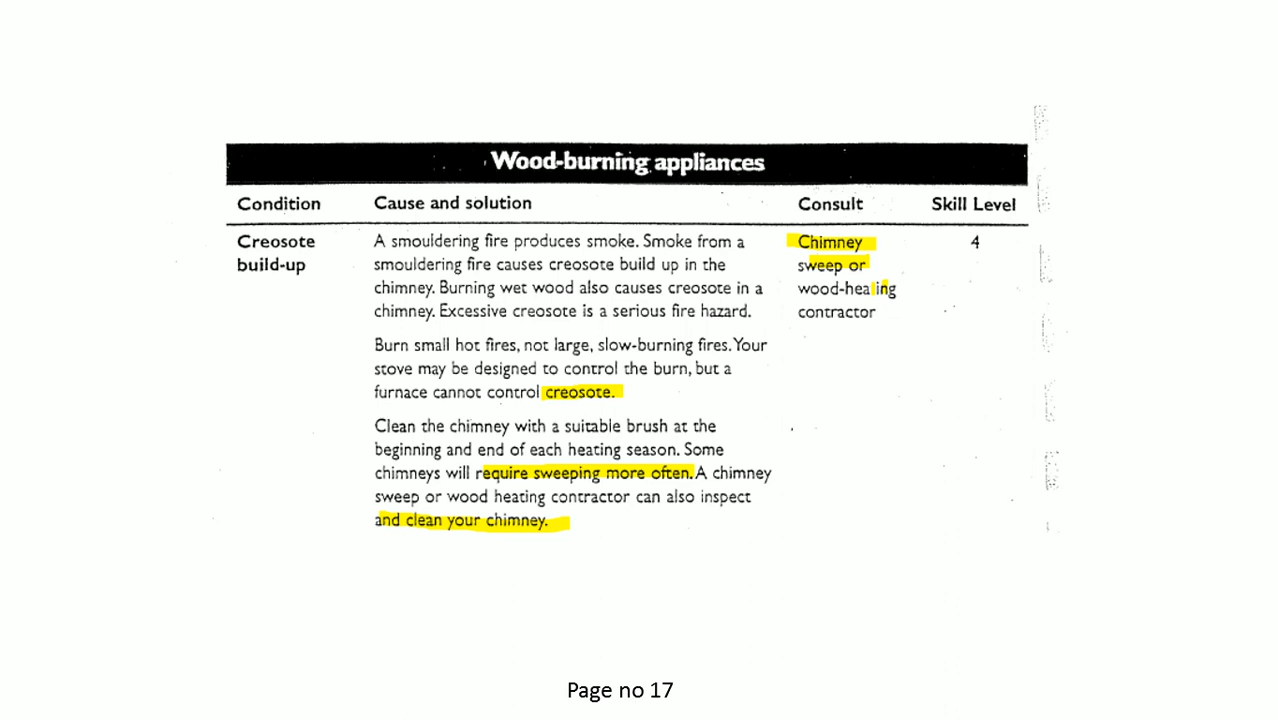 Wood-burning appliances
Condition Cause and solution Consult Skill Level
Creosote build-up
A smouldering fire produces smoke. Smoke from a
smouldering fire causes creosote build up in the
chimney. Burning wet wood also causes creosote in a
chimney. Excessive creosote is a serious fire hazard.
Burn small hot fires, not large, slow-burning fires. Your
stove may be designed to control the burn, but a
furnace cannot control creosote.
Clean the chimney with a suitable brush at the
beginning and end of each heating season. Some
chimneys will require sweeping more often. A chimney
sweep or wood heating contractor can also inspect
and clean your chimney.
Chimney
sweep or
wood-heating
contractor
4
Page no 17